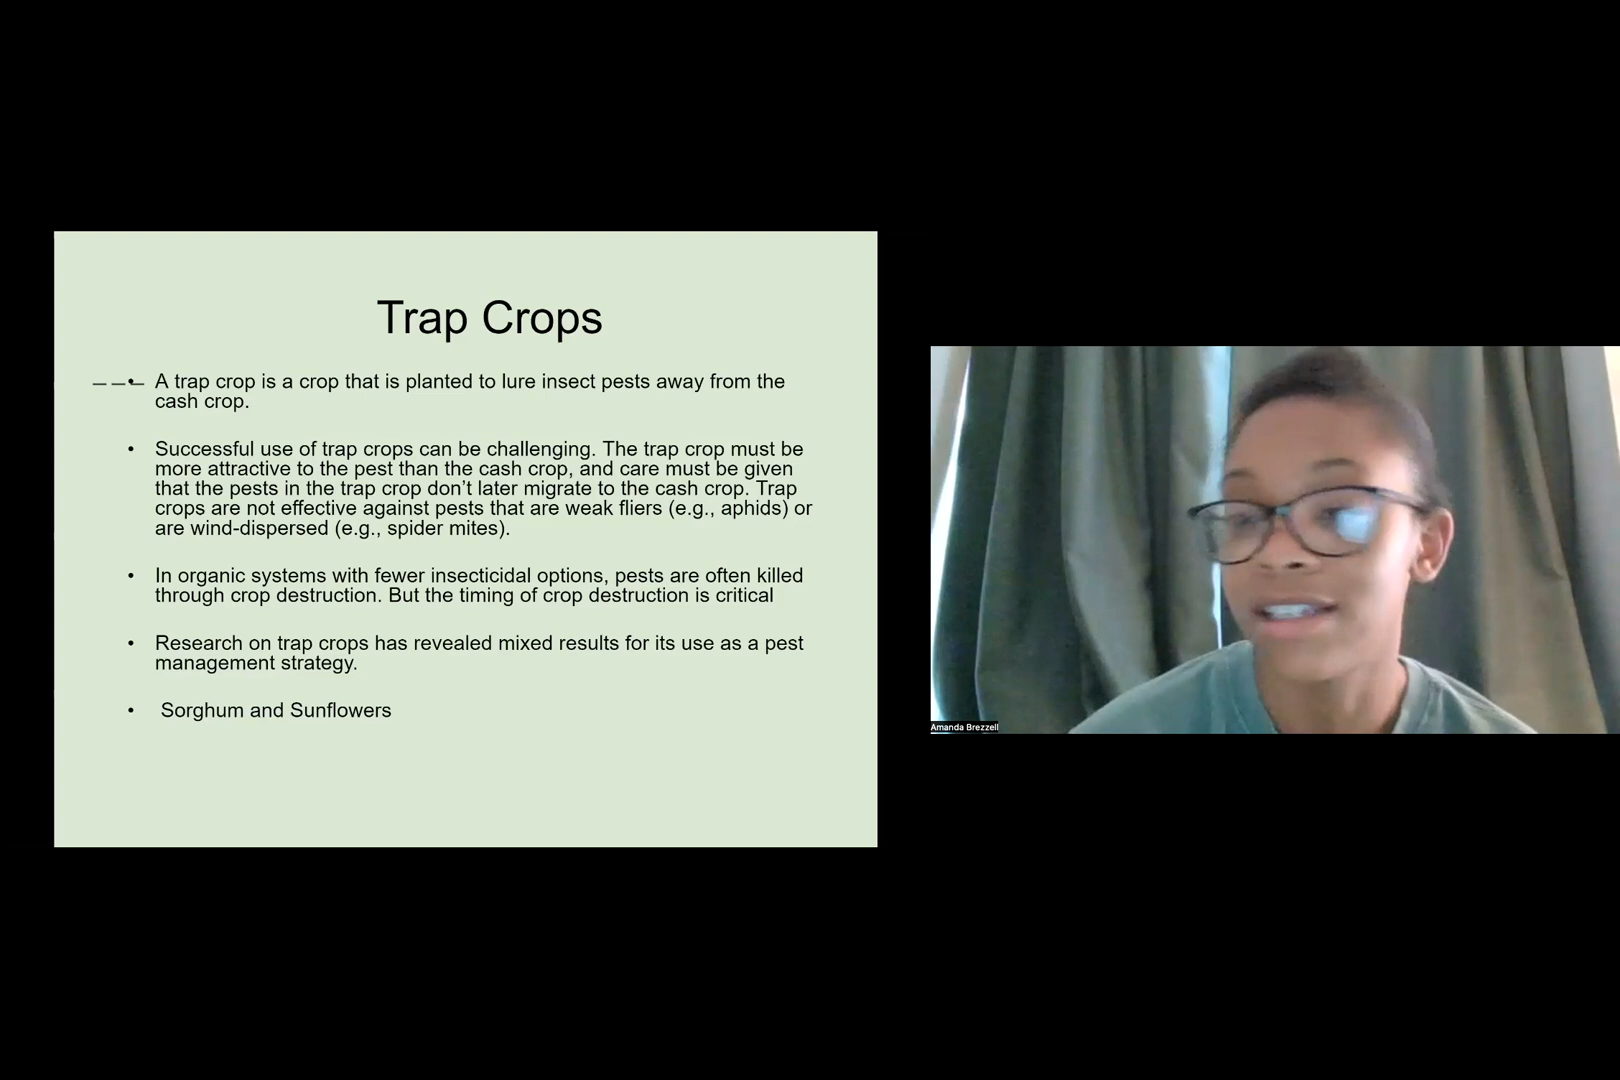 Trap Crops
• A trap crop is a crop that is planted to lure insect pests away from the
cash crop.
• Successful use of trap crops can be challenging. The trap crop must be
more attractive to the pest than the cash crop, and care must be given
that the pests in the trap crop don’t later migrate to the cash crop. Trap
crops are not effective against pests that are weak fliers (e.g., aphids) or
are wind-dispersed (e.g., spider mites).
• In organic systems with fewer insecticidal options, pests are often killed
through crop destruction. But the timing of crop destruction is critical
• Research on trap crops has revealed mixed results for its use as a pest
management strategy.
• Sorghum and Sunflowers
Amanda Brezzell